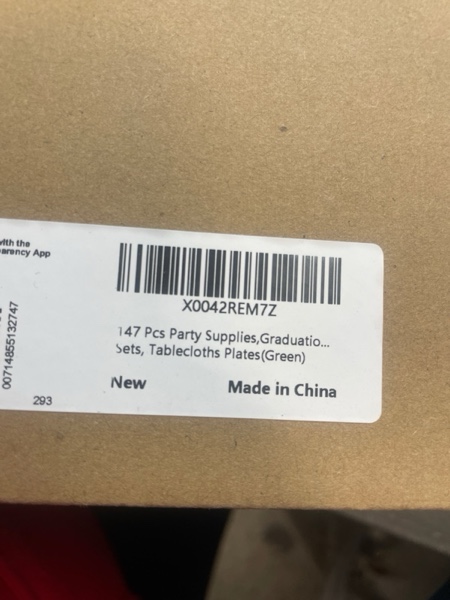 with the
arency App
X0042REM7Z
147 Pcs Party Supplies,Graduatio...
Sets, Tablecloths Plates(Green)
New
Made in China
00714855132747
293